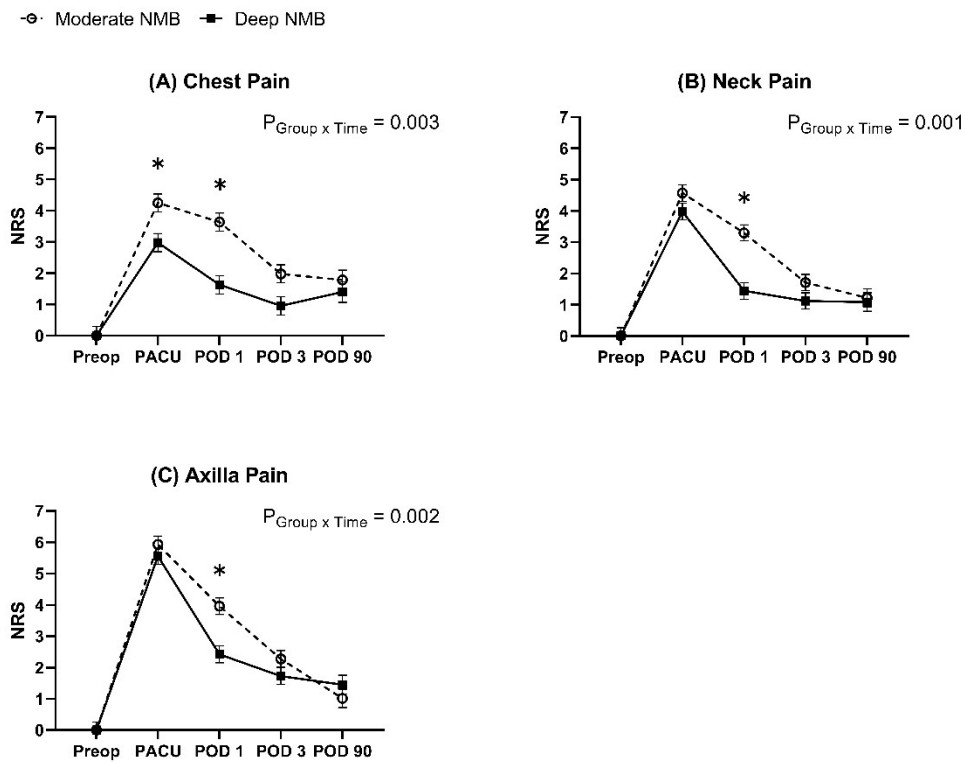 Moderate NMB Deep NMB
(A) Chest Pain
P Group x Time = 0.003
NRS
7
6
5
4
3
2
1
0
* *
Preop PACU POD 1 POD 3 POD 90
(B) Neck Pain
P Group x Time = 0.001
NRS
7
6
5
4
3
2
1
0
*
Preop PACU POD 1 POD 3 POD 90
(C) Axilla Pain
P Group x Time = 0.002
NRS
7
6
5
4
3
2
1
0
*
Preop PACU POD 1 POD 3 POD 90